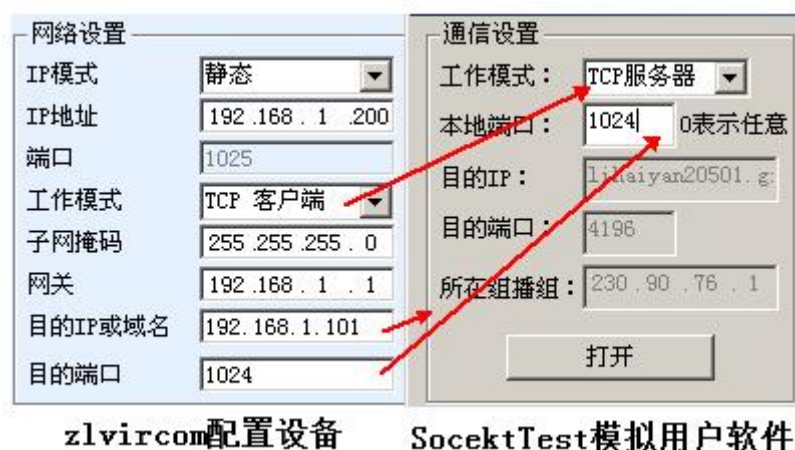 网络设置
IP模式 静态
IP地址 192 .168 . 1 .200
端口 1025
工作模式 TCP 客户端
子网掩码 255 .255 .255 . 0
网关 192 .168 . 1 . 1
目的IP或域名 192.168.1.101
目的端口 1024
zlvircom配置设备
通信设置
工作模式： TCP服务器
本地端口： 1024 0表示任意
目的IP： lihaiyan20501.g
目的端口： 4196
所在组播组： 230 .90 .76 . 1
打开
SocektTest模拟用户软件